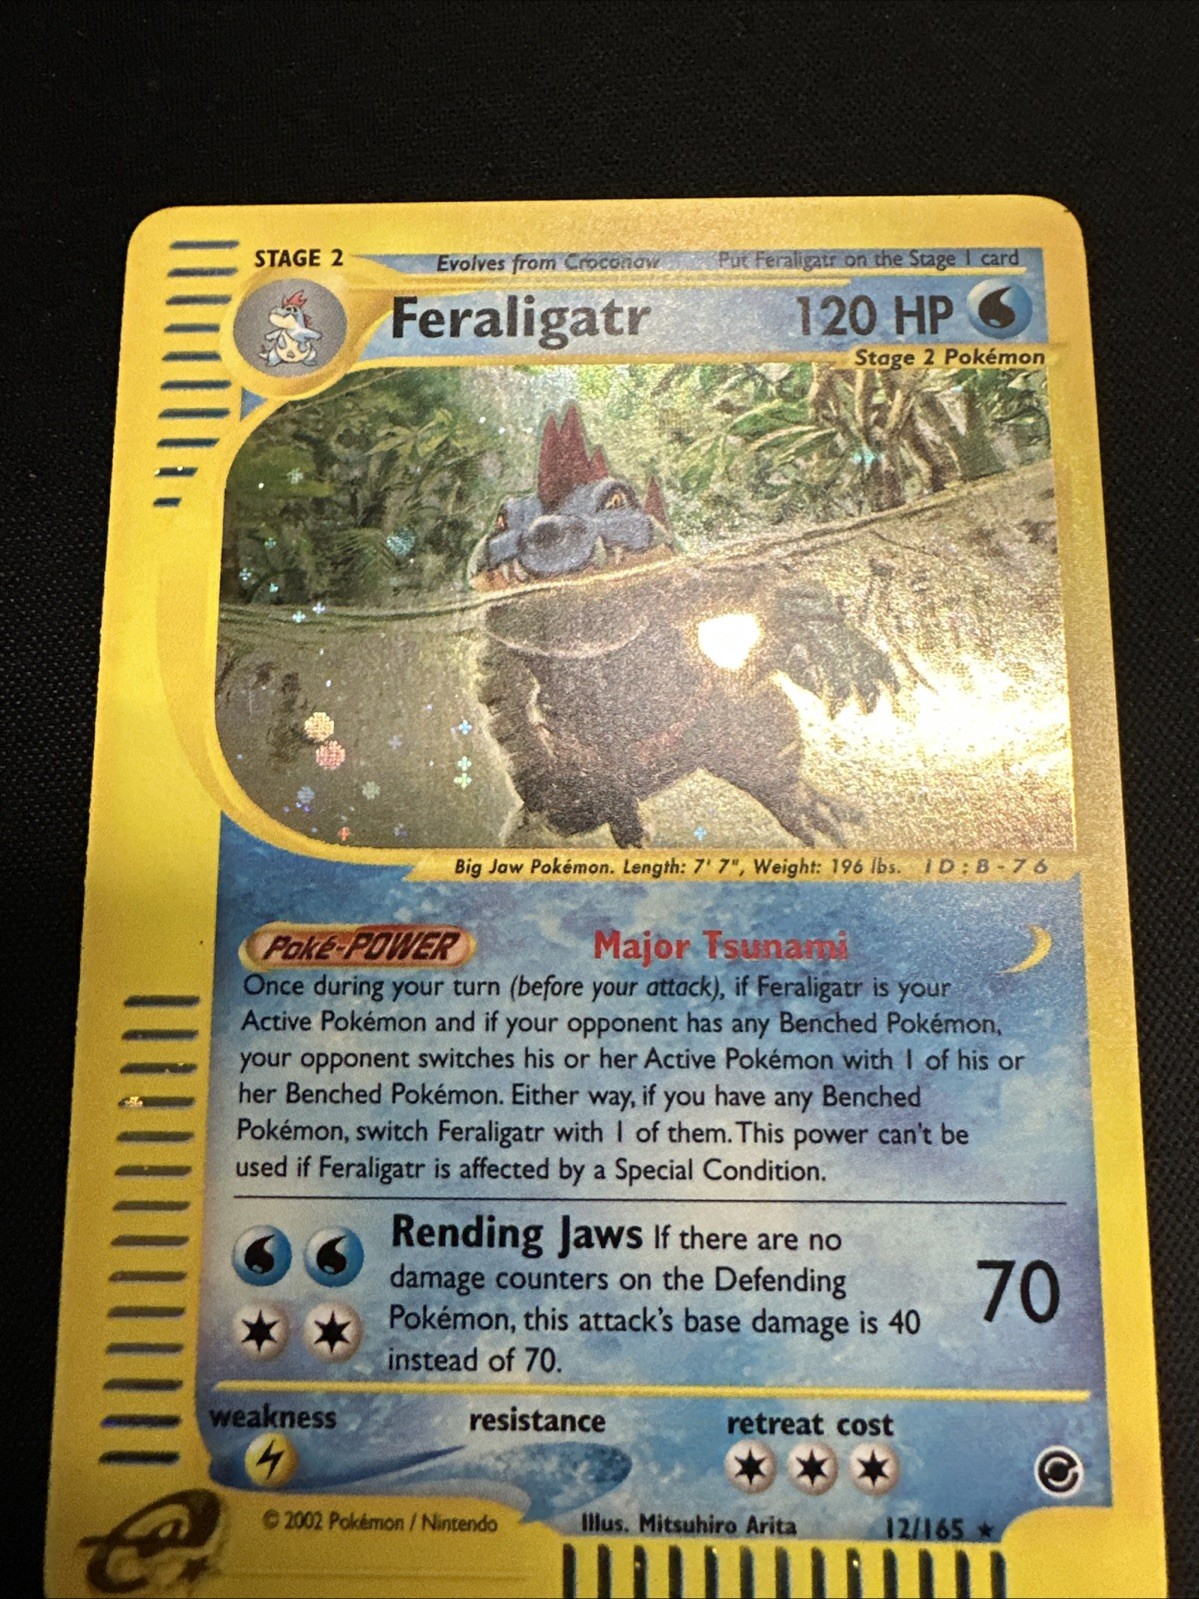 STAGE 2 Evolves from Croconaw Put Feraligatr on the Stage 1 card
Feraligatr 120 HP
Stage 2 Pokémon
Big Jaw Pokémon. Length: 7' 7", Weight: 196 lbs. ID:B-76
Poké-POWER Major Tsunami
Once during your turn (before your attack), if Feraligatr is your
Active Pokémon and if your opponent has any Benched Pokémon,
your opponent switches his or her Active Pokémon with 1 of his or
her Benched Pokémon. Either way, if you have any Benched
Pokémon, switch Feraligatr with 1 of them. This power can't be
used if Feraligatr is affected by a Special Condition.
Rending Jaws If there are no
damage counters on the Defending
Pokémon, this attack's base damage is 40
instead of 70.
70
weakness resistance retreat cost
© 2002 Pokémon / Nintendo Illus. Mitsuhiro Arita 12/165 ★
e